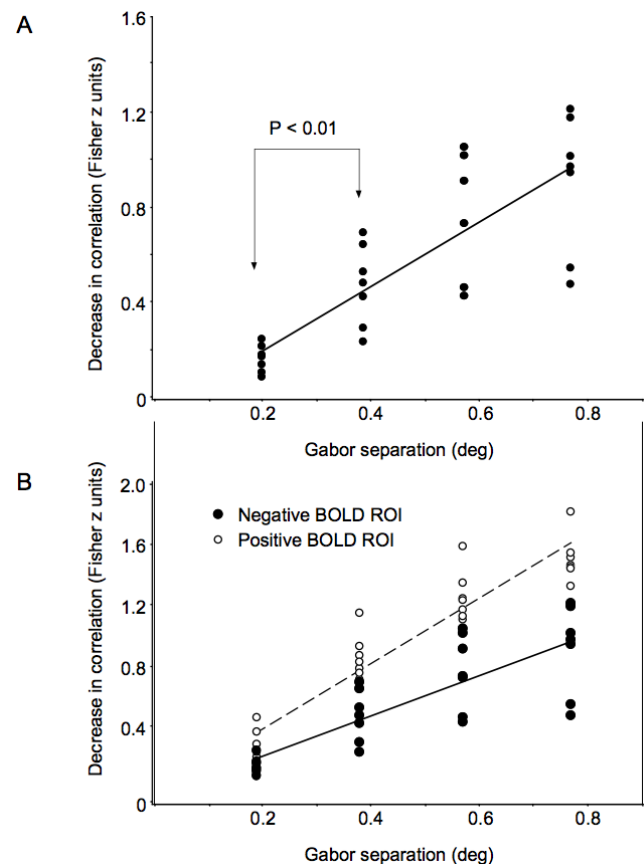 A
1.6
1.2
0.8
0.4
0
Decrease in correlation (Fisher z units)
P < 0.01
0.2 0.4 0.6 0.8
Gabor separation (deg)
B
2.0
1.6
1.2
0.8
0.4
0
Decrease in correlation (Fisher z units)
Negative BOLD ROI
Positive BOLD ROI
0.2 0.4 0.6 0.8
Gabor separation (deg)